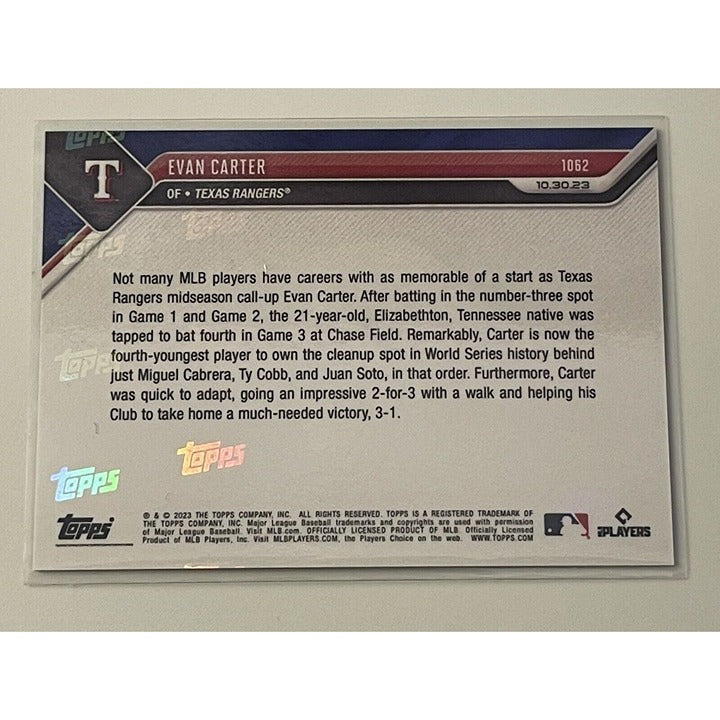 Topps
T
EVAN CARTER 1062
OF • TEXAS RANGERS® 10.30.23
Topps
Topps
Not many MLB players have careers with as memorable of a start as Texas
Rangers midseason call-up Evan Carter. After batting in the number-three spot
in Game 1 and Game 2, the 21-year-old, Elizabethton, Tennessee native was
tapped to bat fourth in Game 3 at Chase Field. Remarkably, Carter is now the
fourth-youngest player to own the cleanup spot in World Series history behind
Topps
just Miguel Cabrera, Ty Cobb, and Juan Soto, in that order. Furthermore, Carter
was quick to adapt, going an impressive 2-for-3 with a walk and helping his
Club to take home a much-needed victory, 3-1.
Topps
Topps
Topps
® & © 2023 THE TOPPS COMPANY, INC. ALL RIGHTS RESERVED. TOPPS IS A REGISTERED TRADEMARK OF
THE TOPPS COMPANY, INC. Major League Baseball trademarks and copyrights are used with permission
of Major League Baseball. Visit MLB.com. OFFICIALLY LICENSED PRODUCT OF MLB. Officially Licensed
Product of MLB Players, Inc. Visit MLBPLAYERS.COM, the Players Choice on the web. WWW.TOPPS.COM
PLAYERS